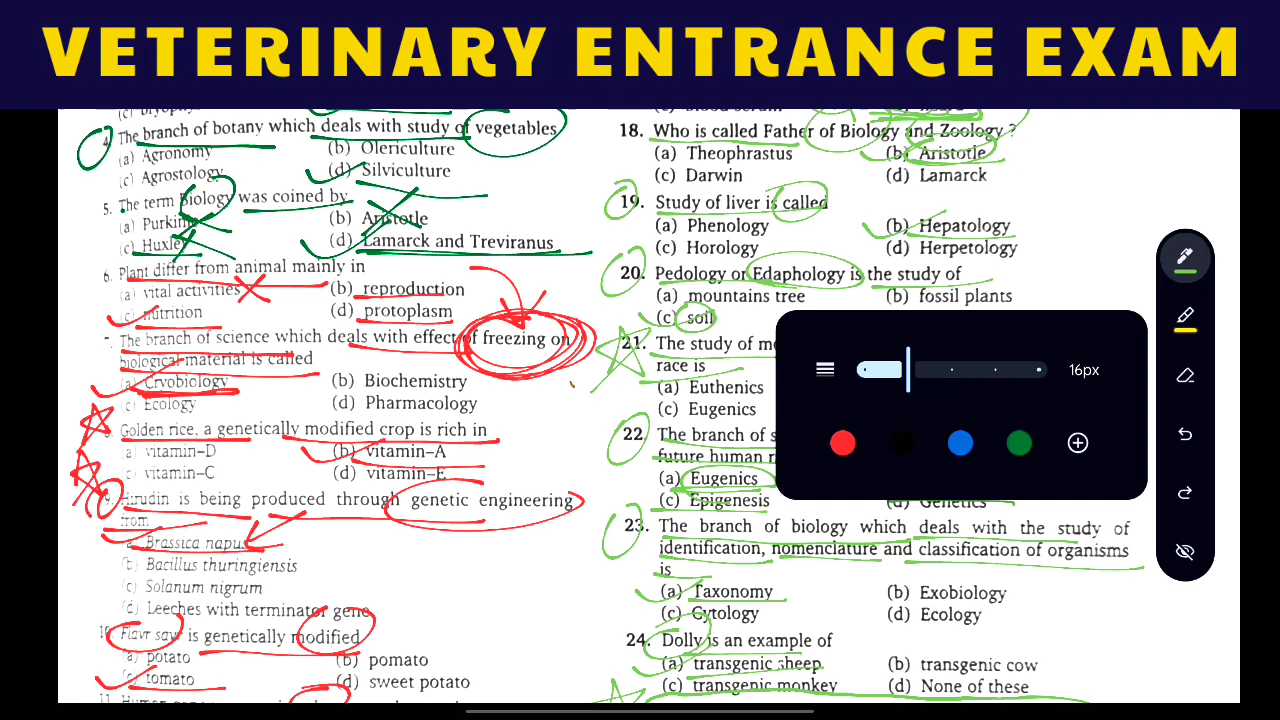 VETERINARY ENTRANCE EXAM
4. The branch of botany which deals with study of vegetables
(a) Agronomy (b) Olericulture
(c) Agrostology (d) Silviculture
5. The term Biology was coined by
(a) Purkinje (b) Aristotle
(c) Huxley (d) Lamarck and Treviranus
6. Plant differ from animal mainly in
(a) vital activities (b) reproduction
(c) nutrition (d) protoplasm
7. The branch of science which deals with effect of freezing on
biological material is called
(a) Cryobiology (b) Biochemistry
(c) Ecology (d) Pharmacology
8. Golden rice, a genetically modified crop is rich in
(a) vitamin–D (b) vitamin–A
(c) vitamin–C (d) vitamin–E
9. Hirudin is being produced through genetic engineering
from
(a) Brassica napus
(b) Bacillus thuringiensis
(c) Solanum nigrum
(d) Leeches with terminator gene
10. Flavr savr is genetically modified
(a) potato (b) pomato
(c) tomato (d) sweet potato
18. Who is called Father of Biology and Zoology ?
(a) Theophrastus (b) Aristotle
(c) Darwin (d) Lamarck
19. Study of liver is called
(a) Phenology (b) Hepatology
(c) Horology (d) Herpetology
20. Pedology or Edaphology is the study of
(a) mountains tree (b) fossil plants
(c) soil
21. The study of
race is
(a) Euthenics
(c) Eugenics
22. The branch of
future human
(a) Eugenics
(c) Epigenesis (d) Genetics
23. The branch of biology which deals with the study of
identification, nomenclature and classification of organisms
is
(a) Taxonomy (b) Exobiology
(c) Cytology (d) Ecology
24. Dolly is an example of
(a) transgenic sheep (b) transgenic cow
(c) transgenic monkey (d) None of these
16px